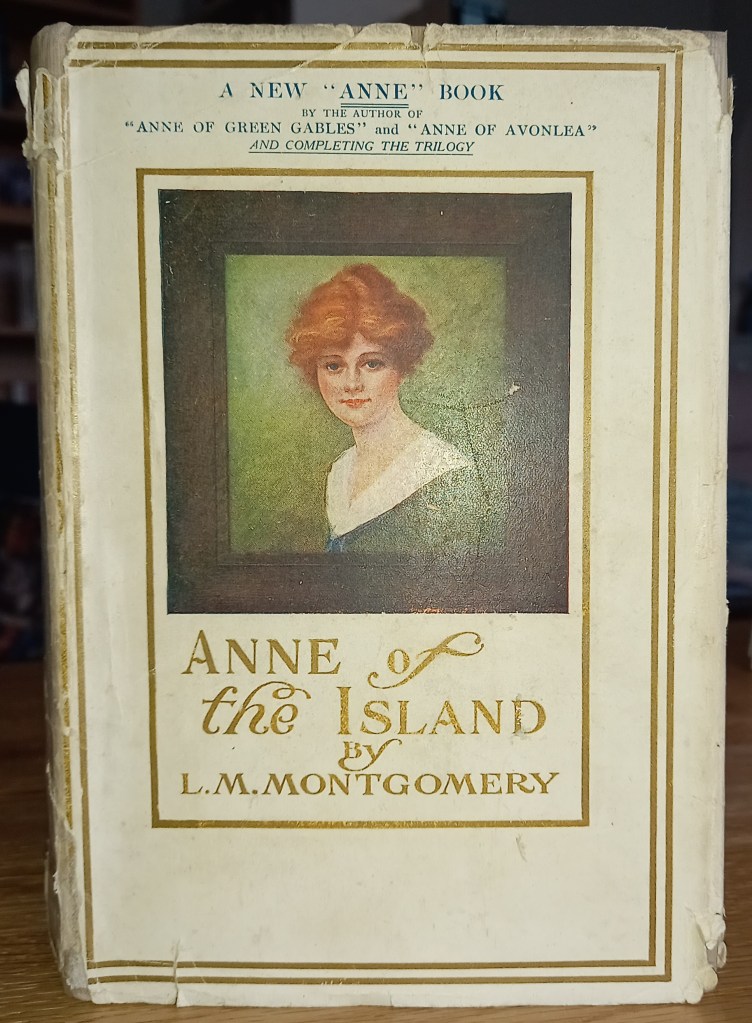 A NEW "ANNE" BOOK
BY THE AUTHOR OF
"ANNE OF GREEN GABLES" and "ANNE OF AVONLEA"
AND COMPLETING THE TRILOGY
ANNE of
the ISLAND
BY
L.M. MONTGOMERY